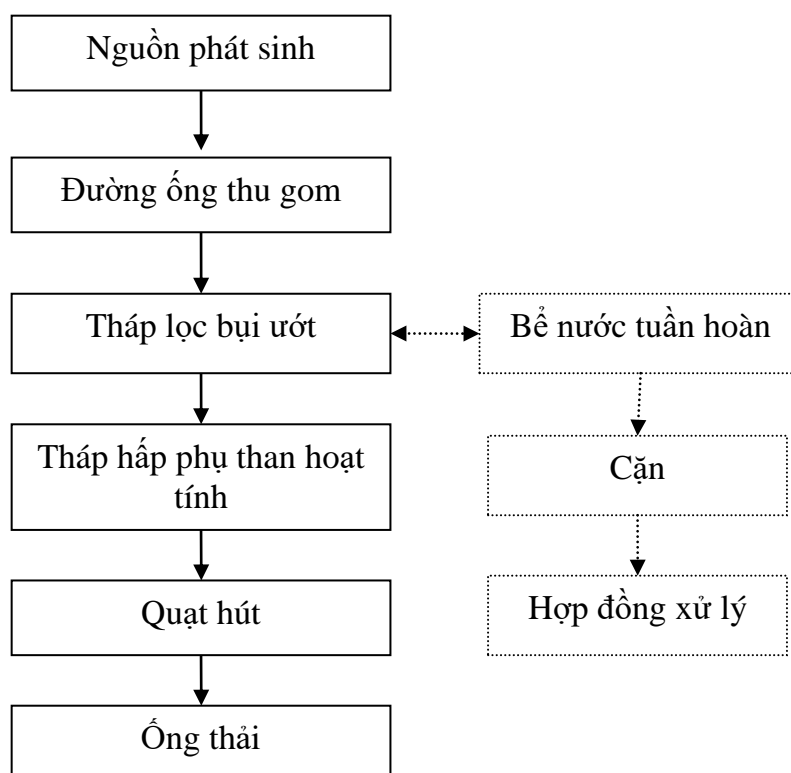 Nguồn phát sinh
Đường ống thu gom
Tháp lọc bụi ướt
Bể nước tuần hoàn
Tháp hấp phụ than hoạt
tính
Cặn
Quạt hút
Hợp đồng xử lý
Ống thải